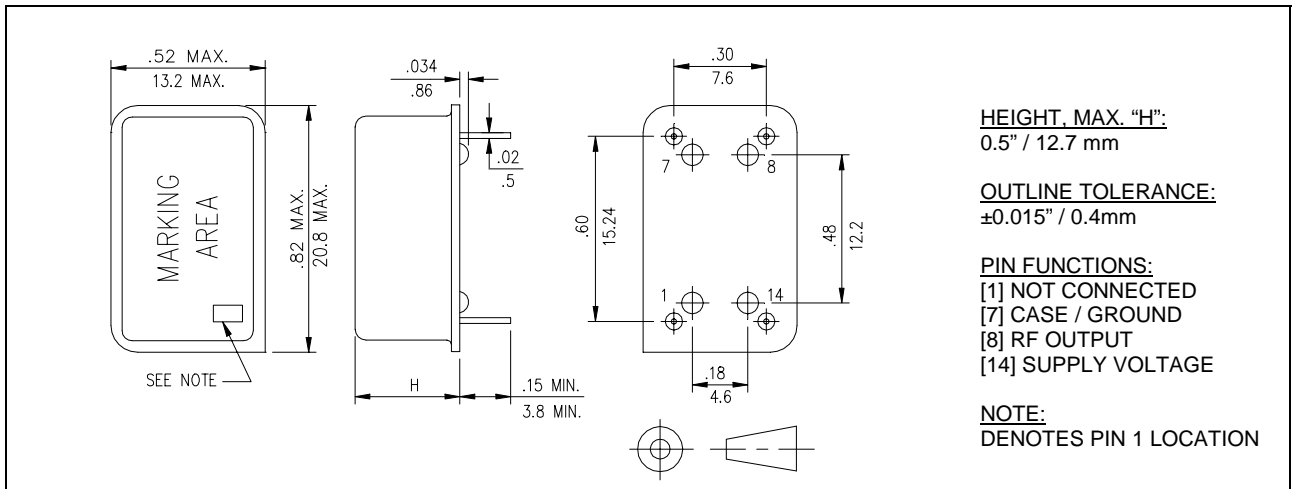 .52 MAX.
13.2 MAX.
.82 MAX.
20.8 MAX.
MARKING
AREA
SEE NOTE
.034
.86
.02
.5
H
.15 MIN.
3.8 MIN.
.30
7.6
7
8
.60
15.24
.48
12.2
1
14
.18
4.6
HEIGHT, MAX. “H”:
0.5” / 12.7 mm
OUTLINE TOLERANCE:
±0.015” / 0.4mm
PIN FUNCTIONS:
[1] NOT CONNECTED
[7] CASE / GROUND
[8] RF OUTPUT
[14] SUPPLY VOLTAGE
NOTE:
DENOTES PIN 1 LOCATION